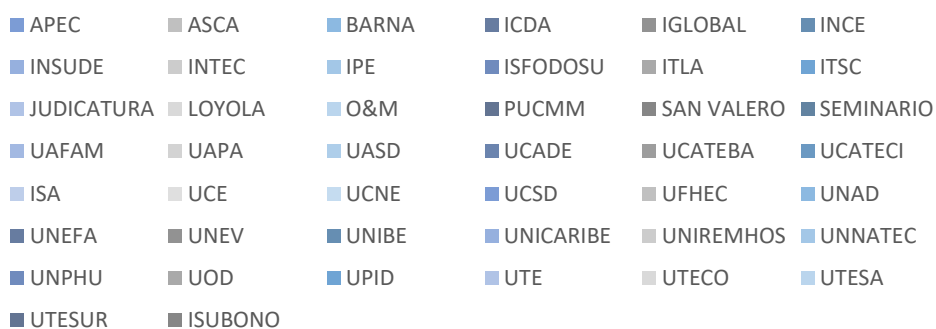 APEC ASCA BARNA ICDA IGLOBAL INCE
INSUDE INTEC IPE ISFODOSU ITLA ITSC
JUDICATURA LOYOLA O&M PUCMM SAN VALERO SEMINARIO
UAFAM UAPA UASD UCADE UCATEBA UCATECI
ISA UCE UCNE UCSD UFHEC UNAD
UNEFA UNEV UNIBE UNICARIBE UNIREMHOS UNNATEC
UNPHU UOD UPID UTE UTECO UTESA
UTESUR ISUBONO